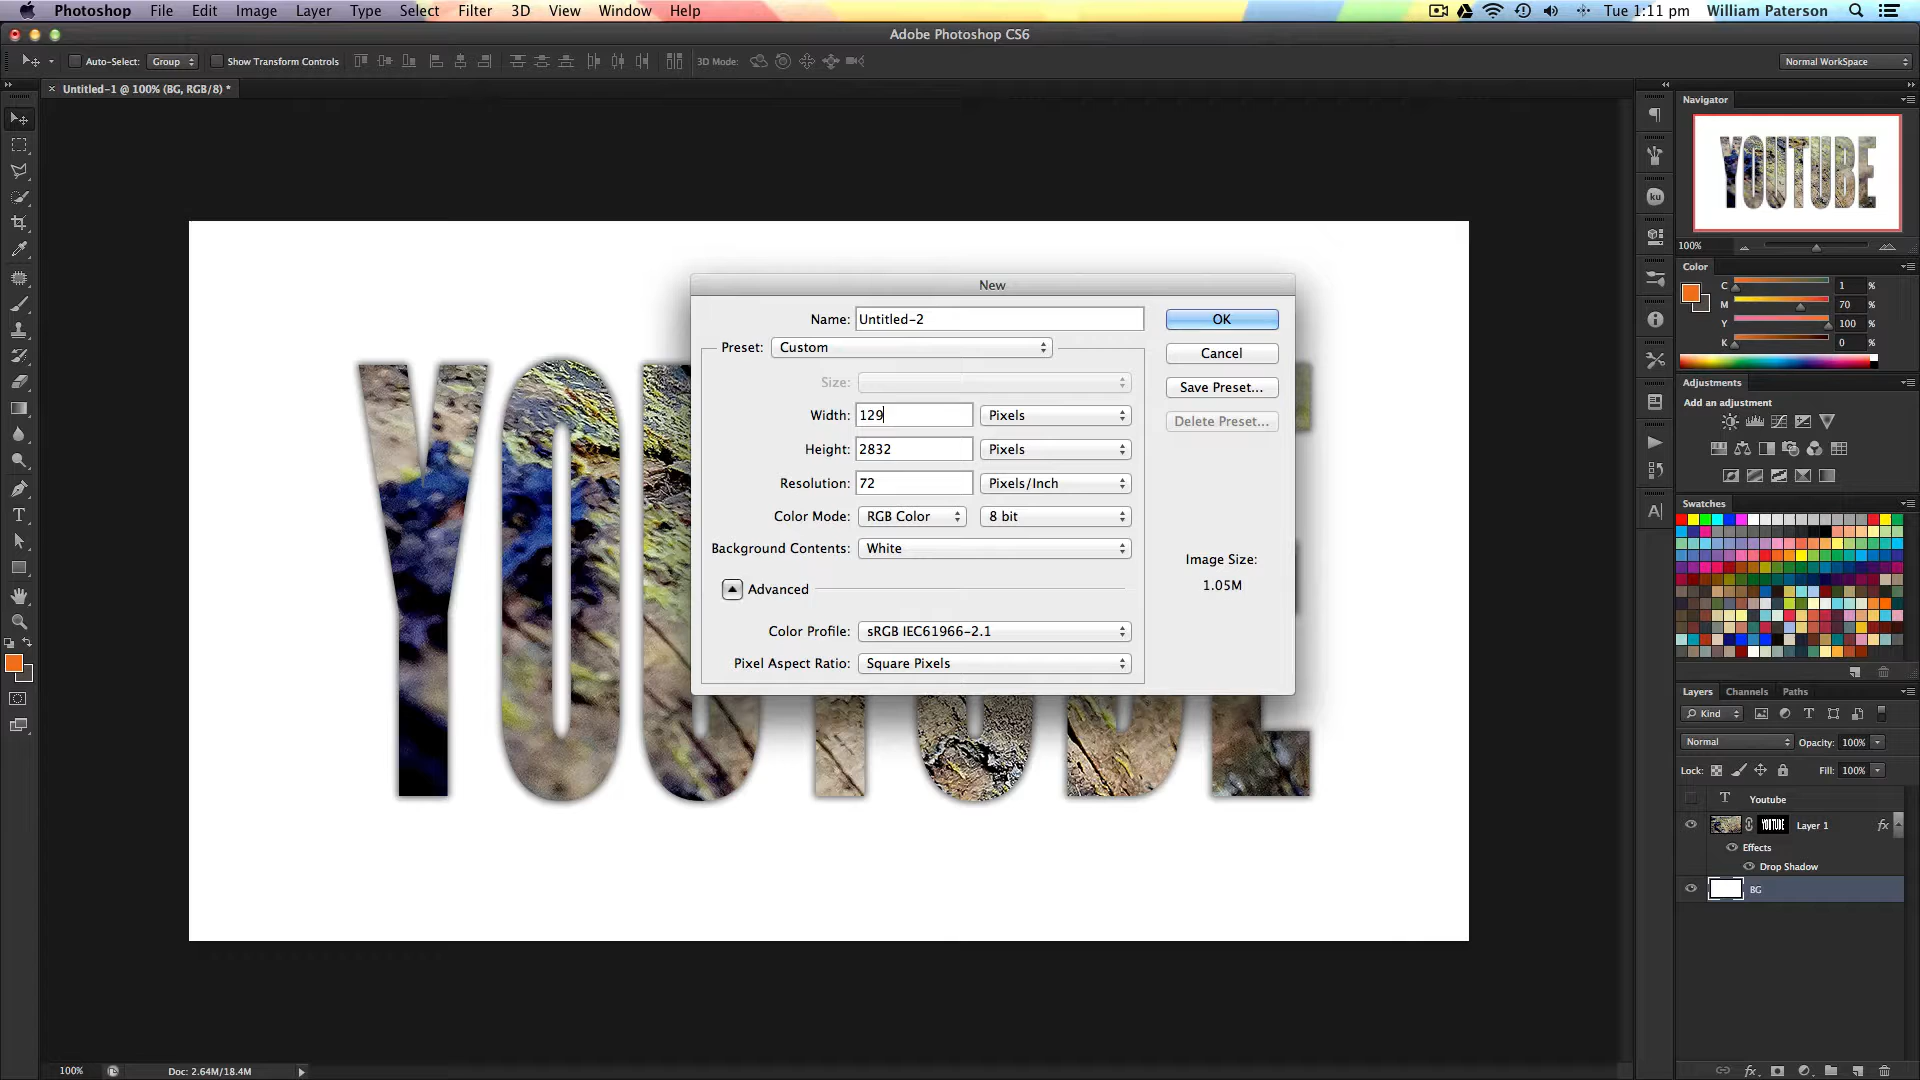 Photoshop File Edit Image Layer Type Select Filter 3D View Window Help Tue 1:11 pm William Paterson
Adobe Photoshop CS6
Auto-Select: Group Show Transform Controls 3D Mode: Normal WorkSpace
Untitled-1 @ 100% (BG, RGB/8) *
Navigator
YOUTUBE
100%
Color
C 1 %
M 70 %
Y 100 %
K 0 %
Adjustments
Add an adjustment
Swatches
New
Name: Untitled-2 OK
Preset: Custom Cancel
Size: Save Preset...
Width: 129 Pixels Delete Preset...
Height: 2832 Pixels
Resolution: 72 Pixels/Inch
Color Mode: RGB Color 8 bit
Background Contents: White
Image Size:
1.05M
Advanced
Color Profile: sRGB IEC61966-2.1
Pixel Aspect Ratio: Square Pixels
YOUTUBE
ku
A
T
Layers Channels Paths
Kind T
Normal Opacity: 100%
Lock: Fill: 100%
T Youtube
YOUTUBE Layer 1 fx
Effects
Drop Shadow
BG
100% Doc: 2.64M/18.4M fx